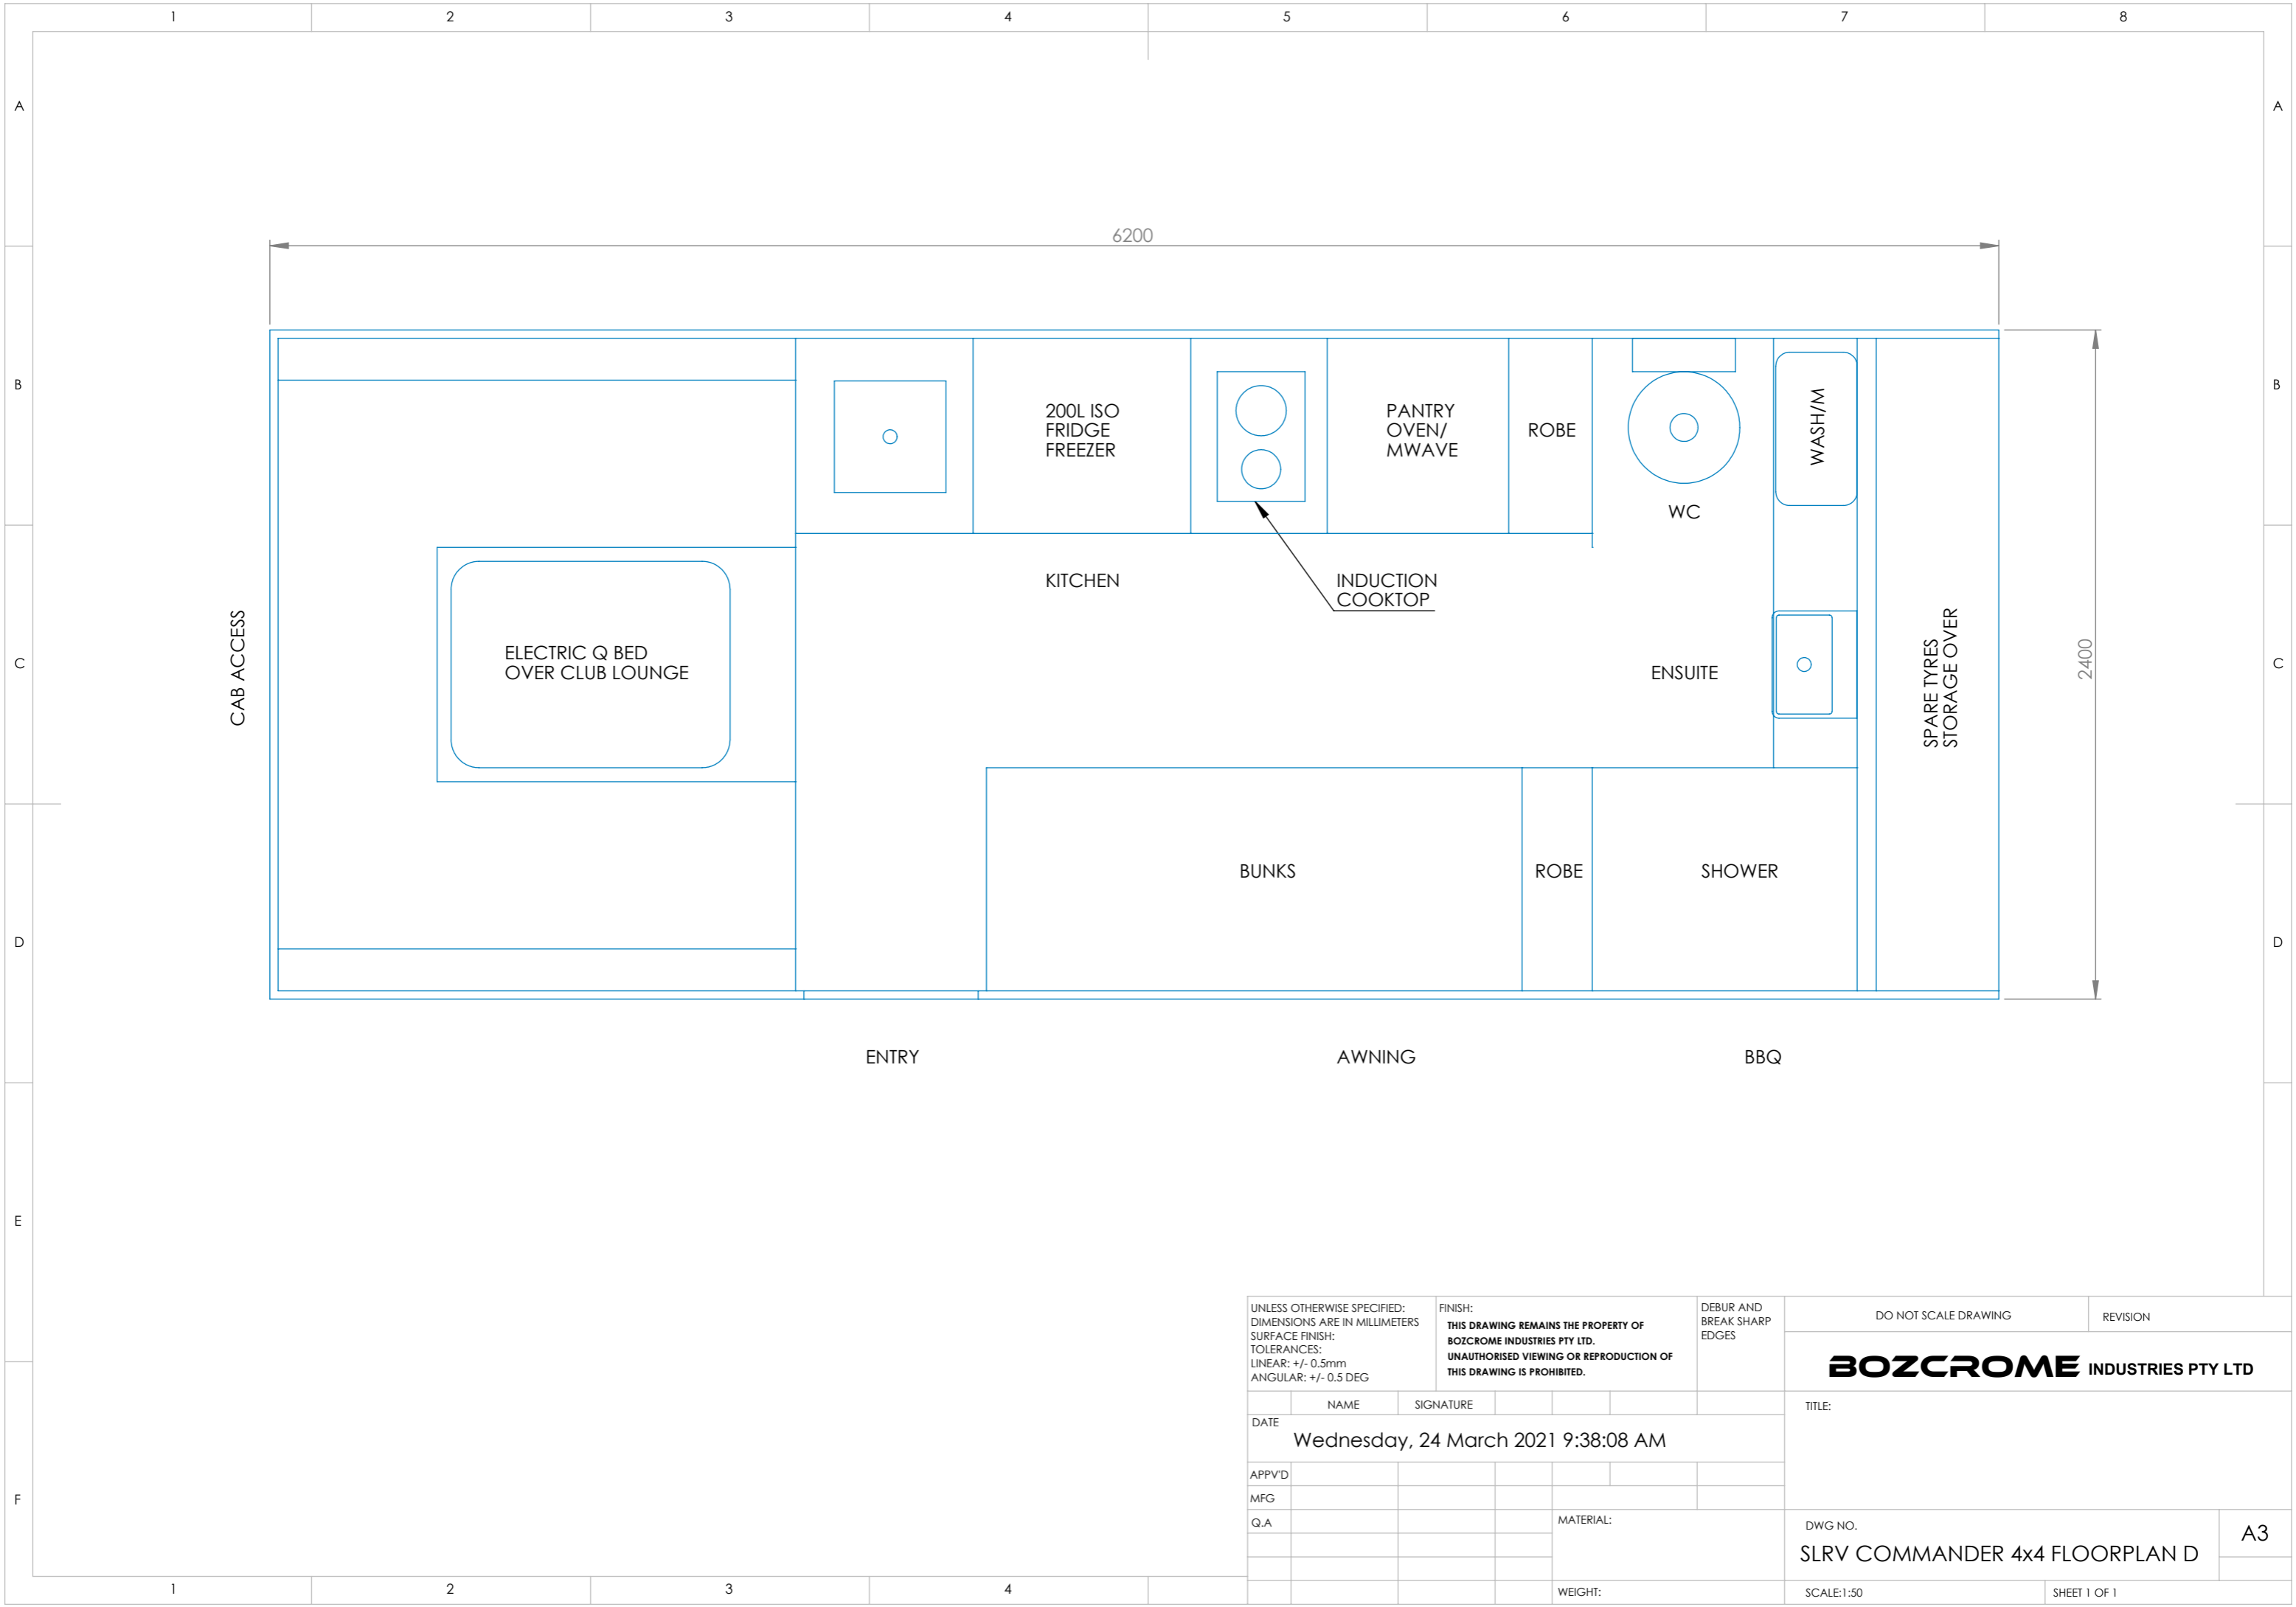 1 2 3 4 5 6 7 8
A A
B B
C C
D D
E
F
6200
2400
CAB ACCESS
200L ISO
FRIDGE
FREEZER
PANTRY
OVEN/
MWAVE
ROBE
WASH/M
WC
KITCHEN
INDUCTION
COOKTOP
ELECTRIC Q BED
OVER CLUB LOUNGE
ENSUITE
SPARE TYRES
STORAGE OVER
BUNKS
ROBE
SHOWER
ENTRY
AWNING
BBQ
UNLESS OTHERWISE SPECIFIED:
DIMENSIONS ARE IN MILLIMETERS
SURFACE FINISH:
TOLERANCES:
LINEAR: +/- 0.5mm
ANGULAR: +/- 0.5 DEG
FINISH:
THIS DRAWING REMAINS THE PROPERTY OF
BOZCROME INDUSTRIES PTY LTD.
UNAUTHORISED VIEWING OR REPRODUCTION OF
THIS DRAWING IS PROHIBITED.
DEBUR AND
BREAK SHARP
EDGES
DO NOT SCALE DRAWING
REVISION
BOZCROME INDUSTRIES PTY LTD
NAME
SIGNATURE
TITLE:
DATE
Wednesday, 24 March 2021 9:38:08 AM
APPV'D
MFG
Q.A
MATERIAL:
DWG NO.
SLRV COMMANDER 4x4 FLOORPLAN D
A3
WEIGHT:
SCALE:1:50
SHEET 1 OF 1
1 2 3 4